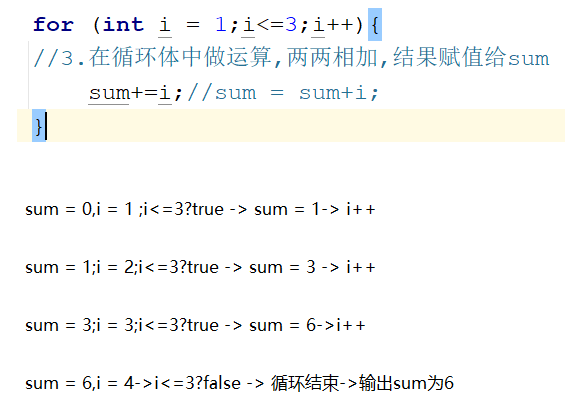 for (int i = 1;i<=3;i++){
//3.在循环体中做运算,两两相加,结果赋值给sum
sum+=i;//sum = sum+i;
}
sum = 0,i = 1 ;i<=3?true -> sum = 1-> i++
sum = 1;i = 2;i<=3?true -> sum = 3 -> i++
sum = 3;i = 3;i<=3?true -> sum = 6->i++
sum = 6,i = 4->i<=3?false -> 循环结束->输出sum为6